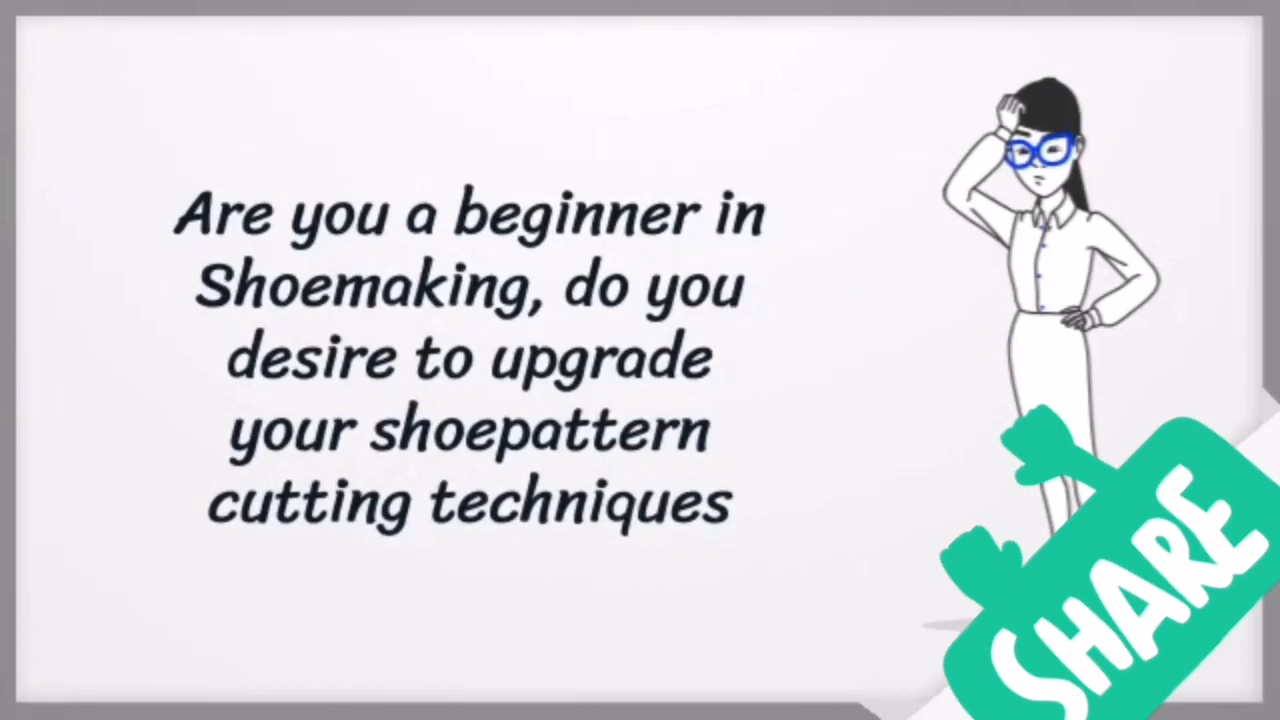 Are you a beginner in
Shoemaking, do you
desire to upgrade
your shoepattern
cutting techniques
SHARE